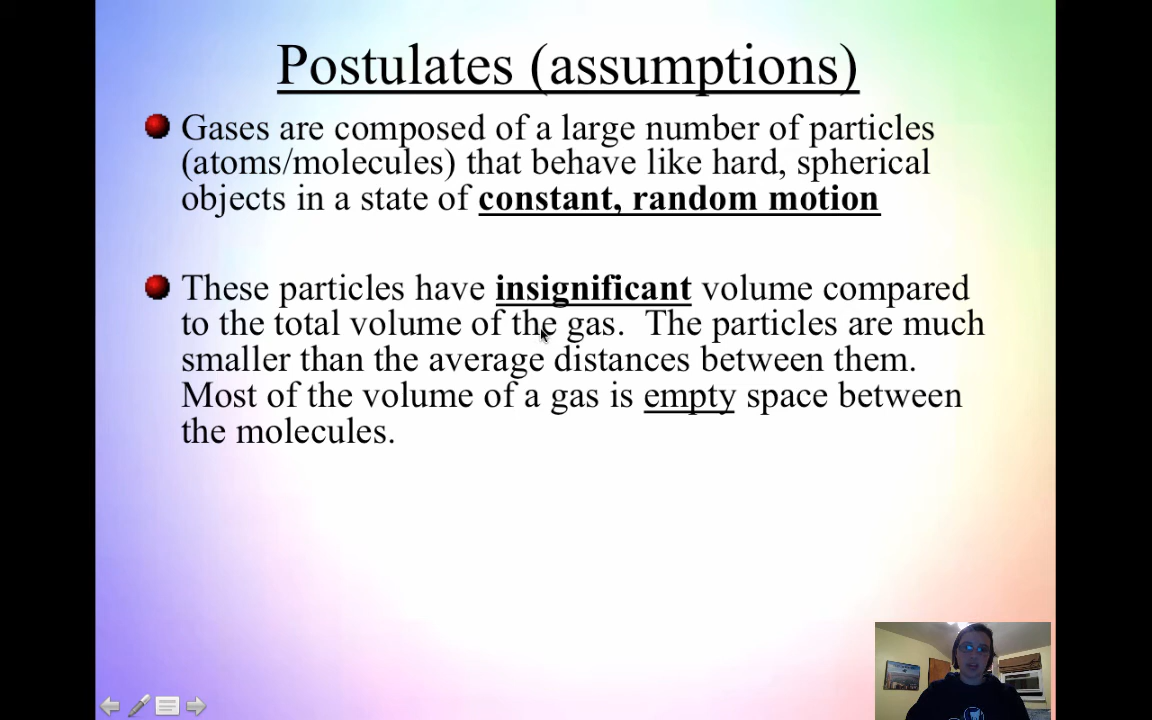 Postulates (assumptions)
Gases are composed of a large number of particles
(atoms/molecules) that behave like hard, spherical
objects in a state of constant, random motion
These particles have insignificant volume compared
to the total volume of the gas.  The particles are much
smaller than the average distances between them.
Most of the volume of a gas is empty space between
the molecules.